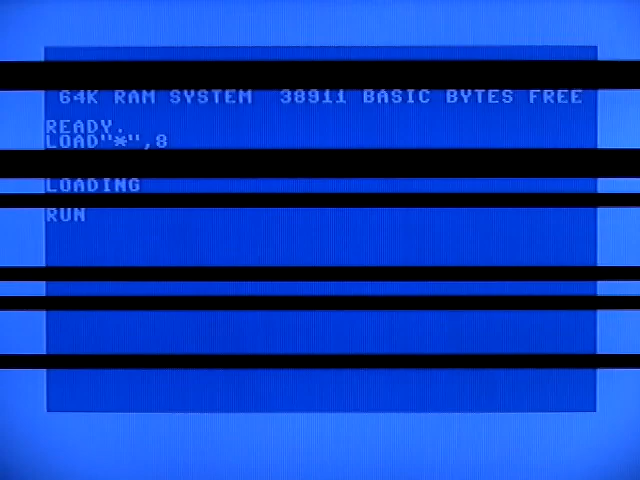 64K RAM SYSTEM  38911 BASIC BYTES FREE
READY.
LOAD"*",8
LOADING
RUN